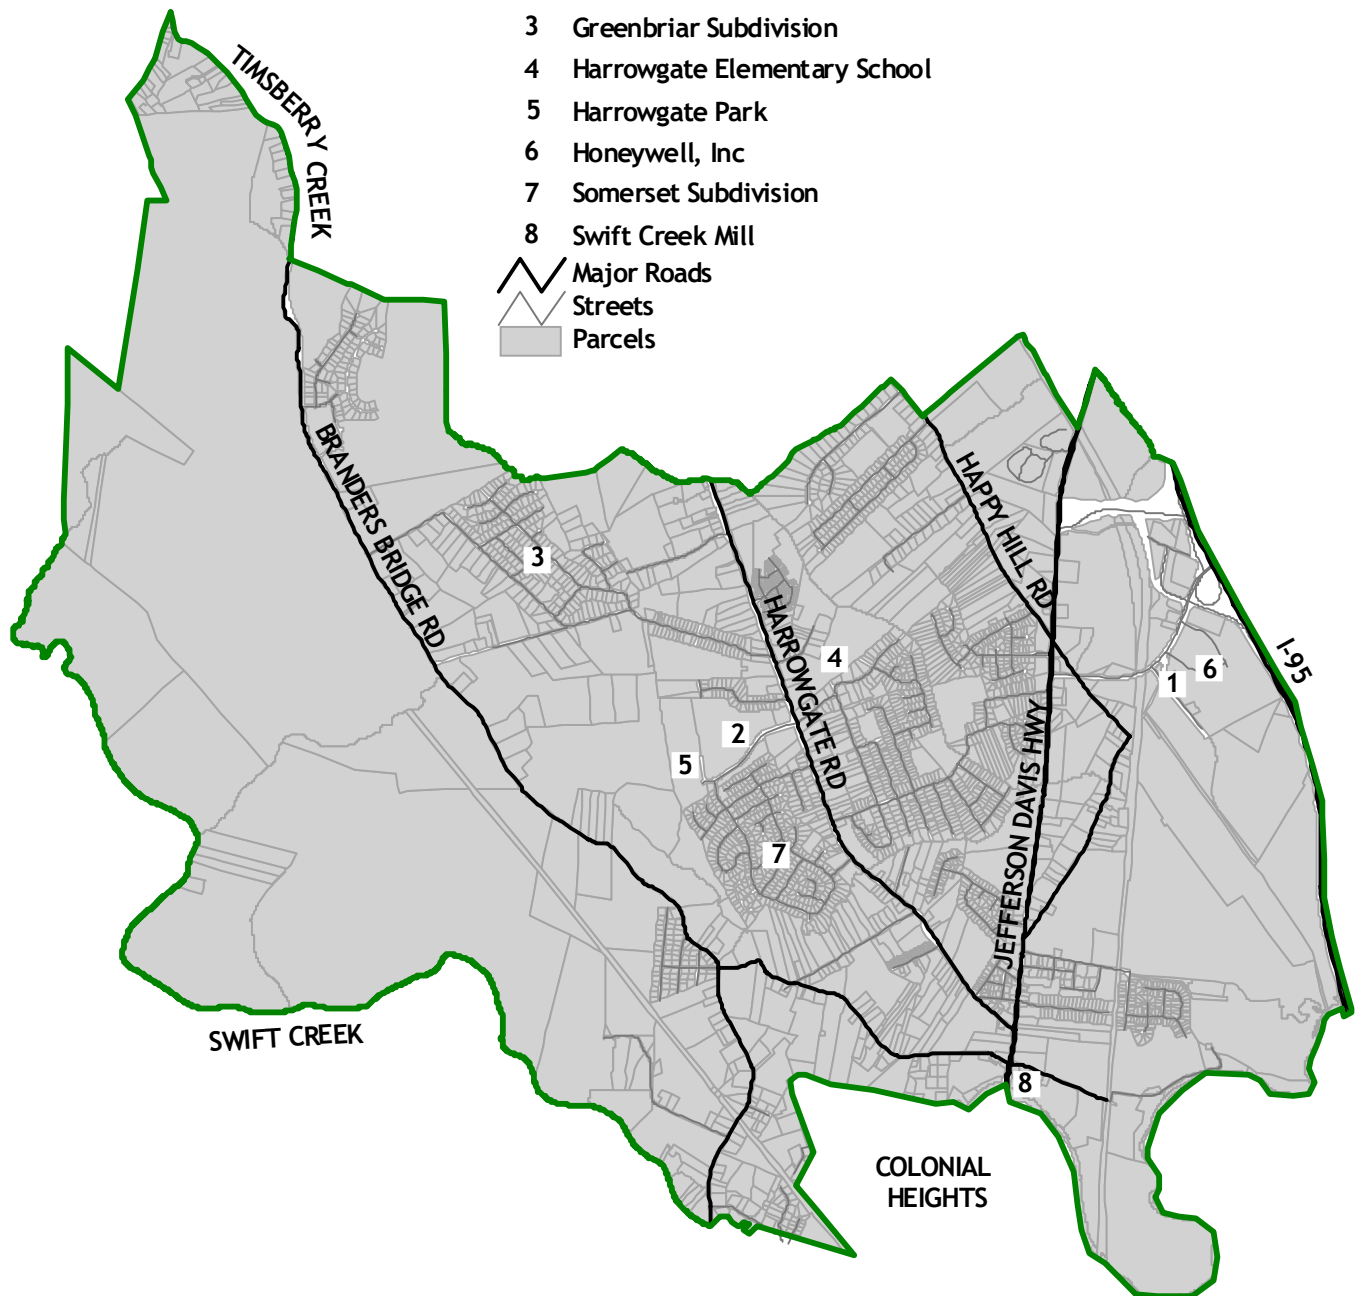 3 Greenbriar Subdivision
4 Harrowgate Elementary School
5 Harrowgate Park
6 Honeywell, Inc
7 Somerset Subdivision
8 Swift Creek Mill
Major Roads
Streets
Parcels
TIMSBERRY CREEK
BRANDERS BRIDGE RD
HARROWGATE RD
HAPPY HILL RD
JEFFERSON DAVIS HWY
I-95
3
4
6
1
2
5
7
8
SWIFT CREEK
COLONIAL
HEIGHTS